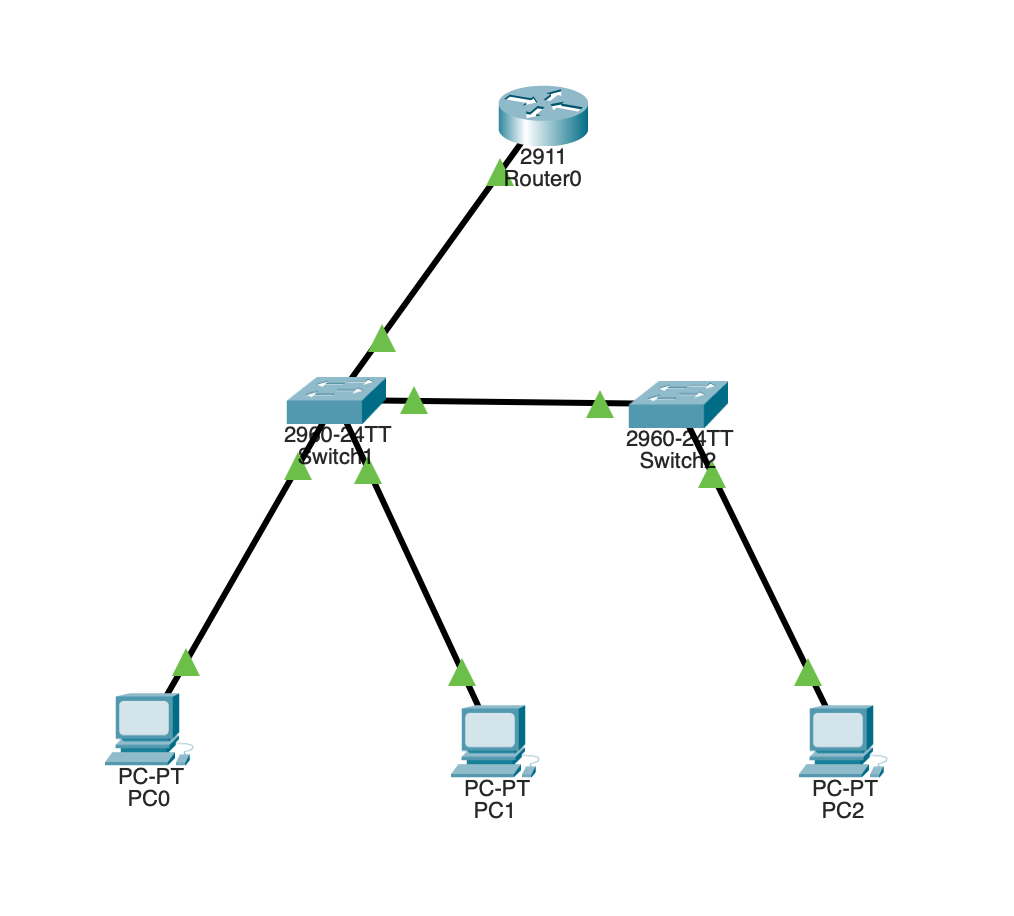 2911
Router0
2960-24TT
Switch1
2960-24TT
Switch2
PC-PT
PC0
PC-PT
PC1
PC-PT
PC2